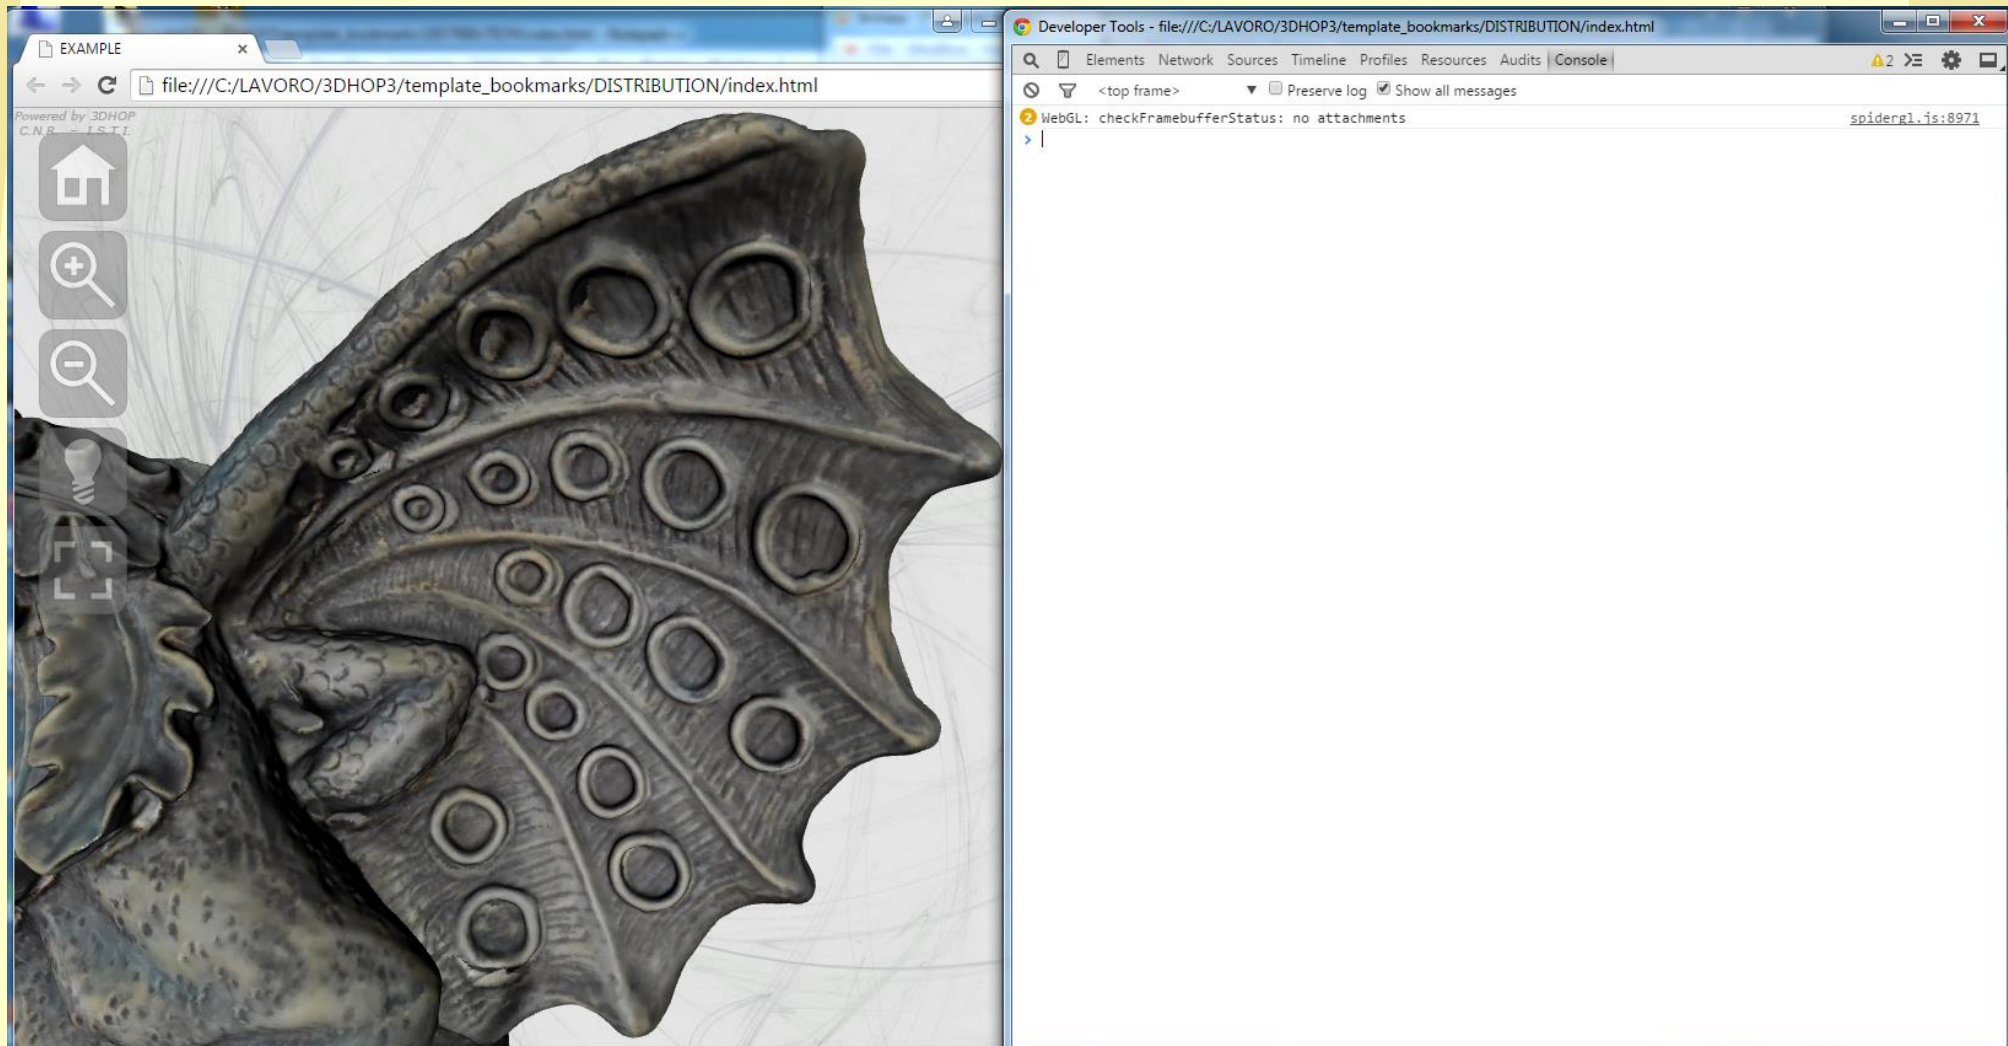 EXAMPLE
file:///C:/LAVORO/3DHOP3/template_bookmarks/DISTRIBUTION/index.html
Powered by 3DHOP
C.N.R. - I.S.T.I.
Developer Tools - file:///C:/LAVORO/3DHOP3/template_bookmarks/DISTRIBUTION/index.html
Elements Network Sources Timeline Profiles Resources Audits Console 2
<top frame> Preserve log Show all messages
2 WebGL: checkFramebufferStatus: no attachments spidergl.js:8971
>